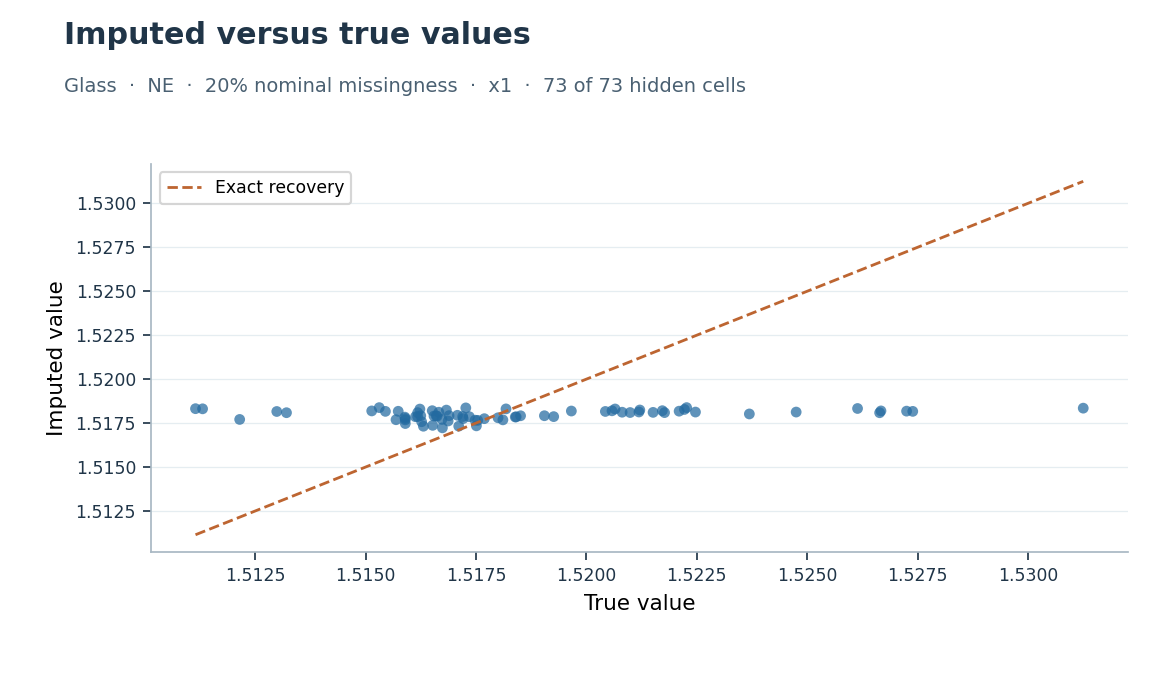 Imputed versus true values
Glass · NE · 20% nominal missingness · x1 · 73 of 73 hidden cells
Exact recovery
1.5300
1.5275
1.5250
1.5225
1.5200
1.5175
1.5150
1.5125
Imputed value
1.5125 1.5150 1.5175 1.5200 1.5225 1.5250 1.5275 1.5300
True value